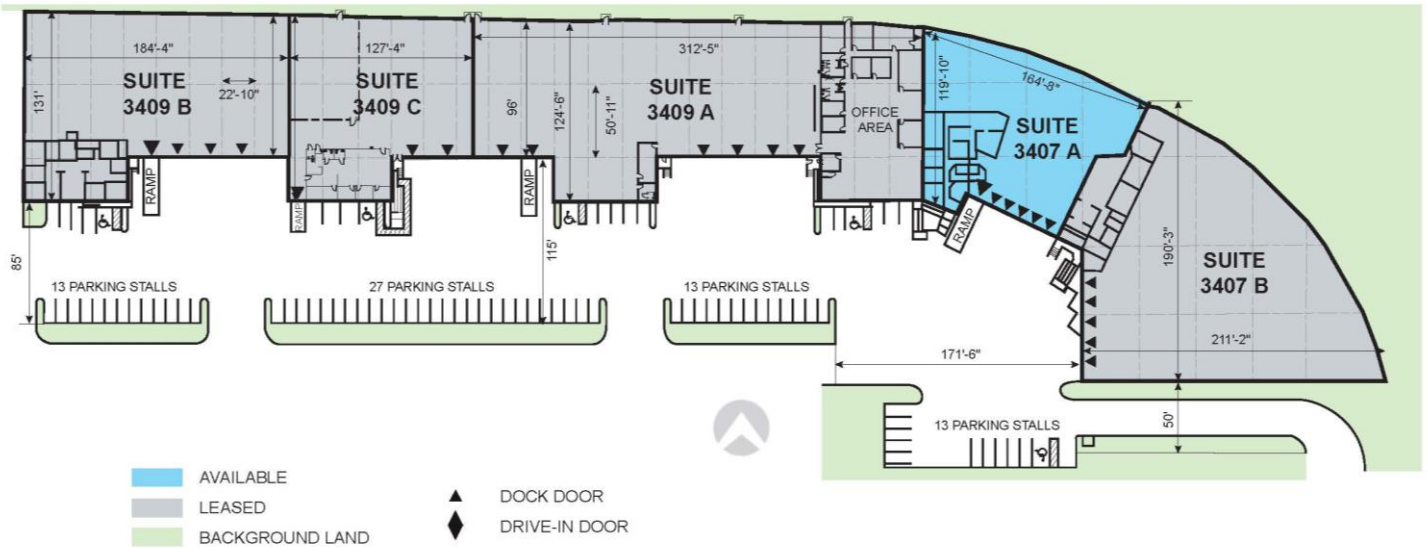 184'-4"
127'-4"
312'-5"
SUITE
3409 B
22'-10"
131'
SUITE
3409 C
96'
124'-6"
50'-11"
SUITE
3409 A
OFFICE
AREA
119'-10"
164'-8"
SUITE
3407 A
RAMP
RAMP
RAMP
RAMP
190'-3"
SUITE
3407 B
85'
115'
13 PARKING STALLS
27 PARKING STALLS
13 PARKING STALLS
171'-6"
211'-2"
50'
13 PARKING STALLS
AVAILABLE
LEASED
BACKGROUND LAND
DOCK DOOR
DRIVE-IN DOOR